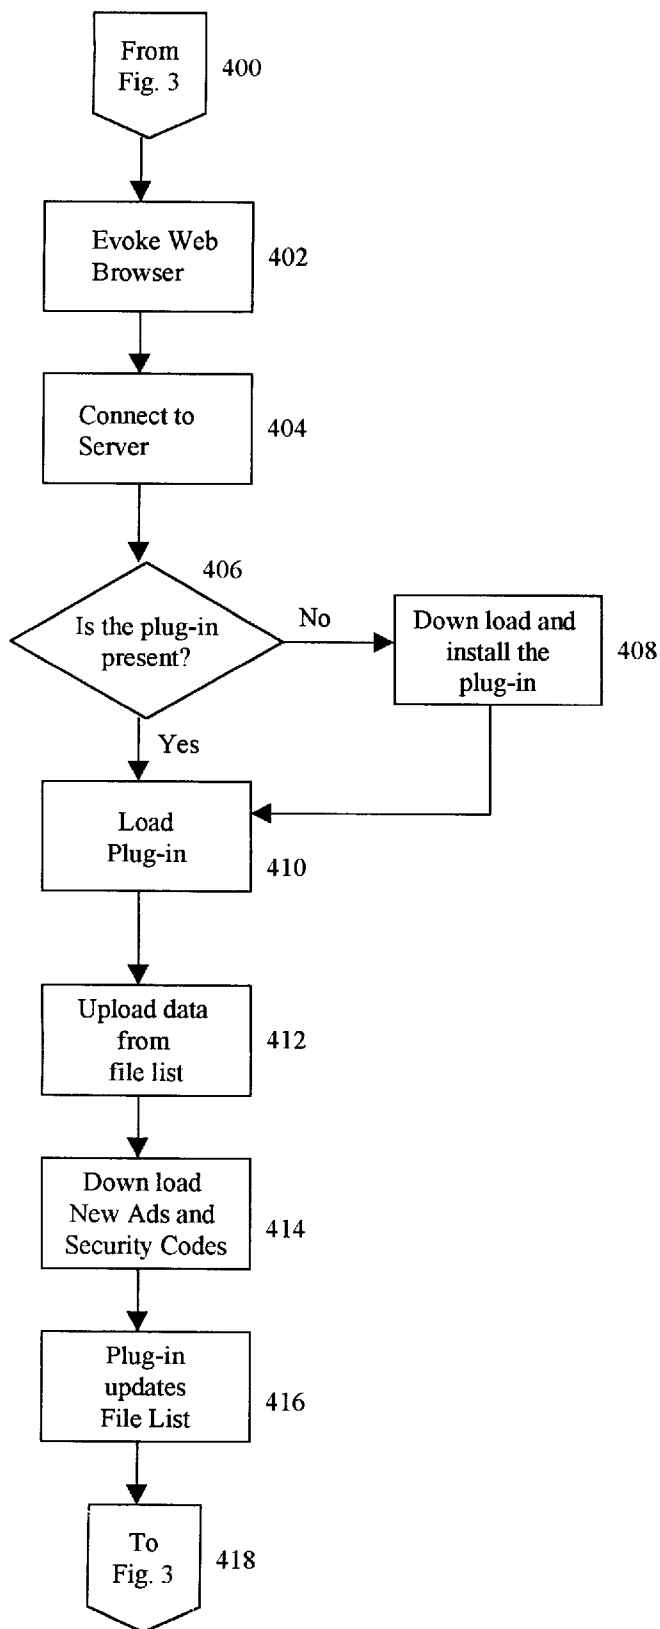 From
Fig. 3
400
Evoke Web
Browser
402
Connect to
Server
404
406
Is the plug-in
present?
No
Down load and
install the
plug-in
408
Yes
Load
Plug-in
410
Upload data
from
file list
412
Down load
New Ads and
Security Codes
414
Plug-in
updates
File List
416
To
Fig. 3
418